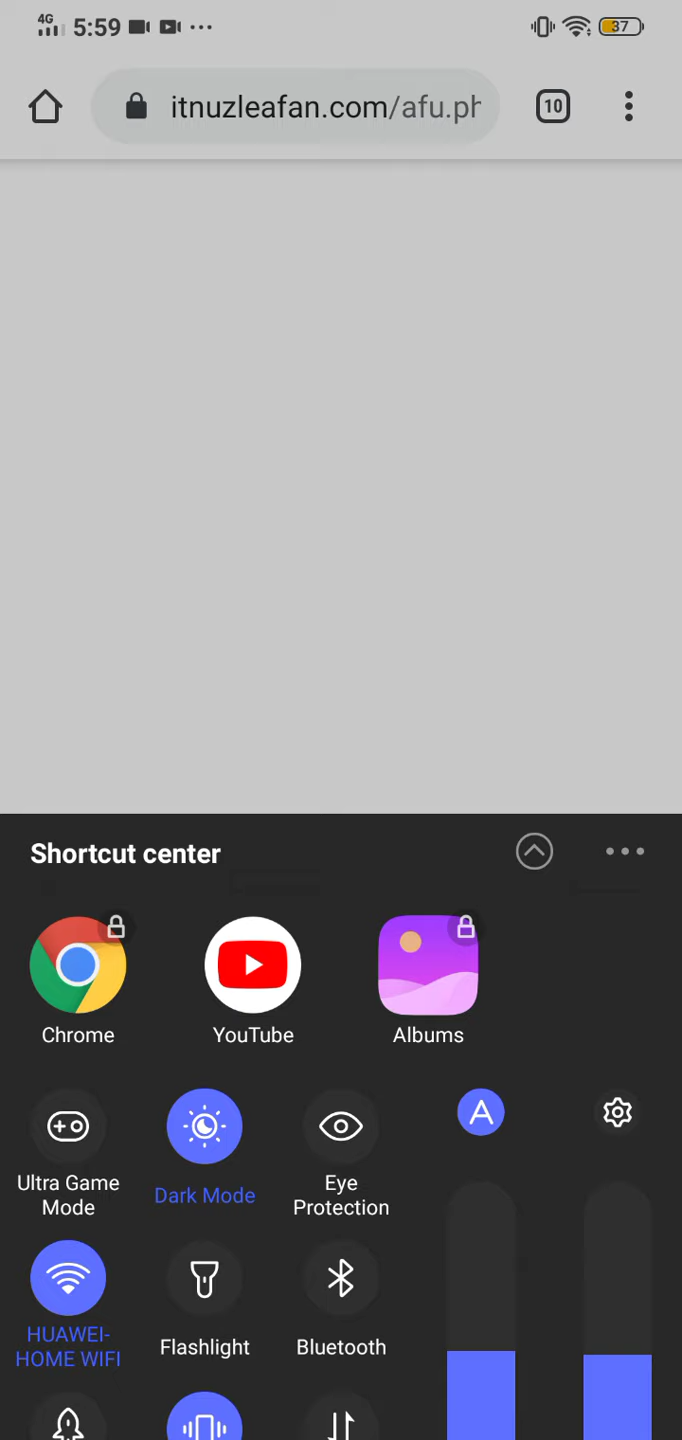 4G 5:59 37
itnuzleafan.com/afu.ph 10
Shortcut center
Chrome YouTube Albums
Ultra Game
Mode
Dark Mode
Eye
Protection
A
HUAWEI-
HOME WIFI
Flashlight
Bluetooth